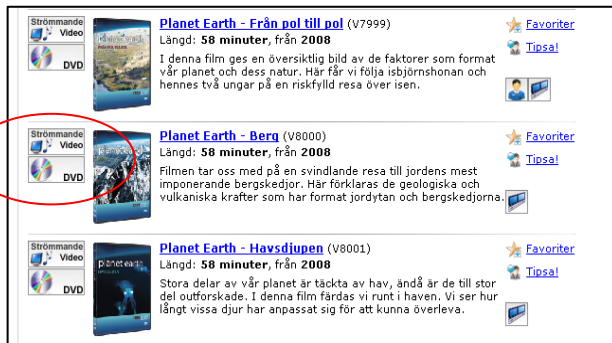 Strömmande
Video
DVD
Planet Earth - Från pol till pol (V7999)
Längd: 58 minuter, från 2008
I denna film ges en översiktlig bild av de faktorer som format
vår planet och dess natur. Här får vi följa isbjörnshonan och
hennes två ungar på en riskfylld resa över isen.
Favoriter
Tipsa!
Strömmande
Video
DVD
Planet Earth - Berg (V8000)
Längd: 58 minuter, från 2008
Filmen tar oss med på en svindlande resa till jordens mest
imponerande bergskedjor. Här förklaras de geologiska och
vulkaniska krafter som har format jordytan och bergskedjorna.
Favoriter
Tipsa!
Strömmande
Video
DVD
planet earth
Planet Earth - Havsdjupen (V8001)
Längd: 58 minuter, från 2008
Stora delar av vår planet är täckta av hav, ändå är de till stor
del outforskade. I denna film färdas vi runt i haven. Vi ser hur
långt vissa djur har anpassat sig för att kunna överleva.
Favoriter
Tipsa!